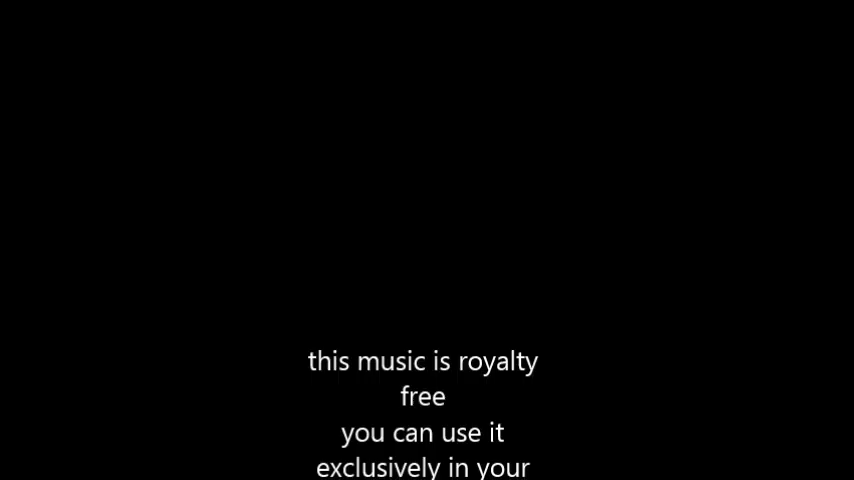 this music is royalty
free
you can use it
exclusively in your